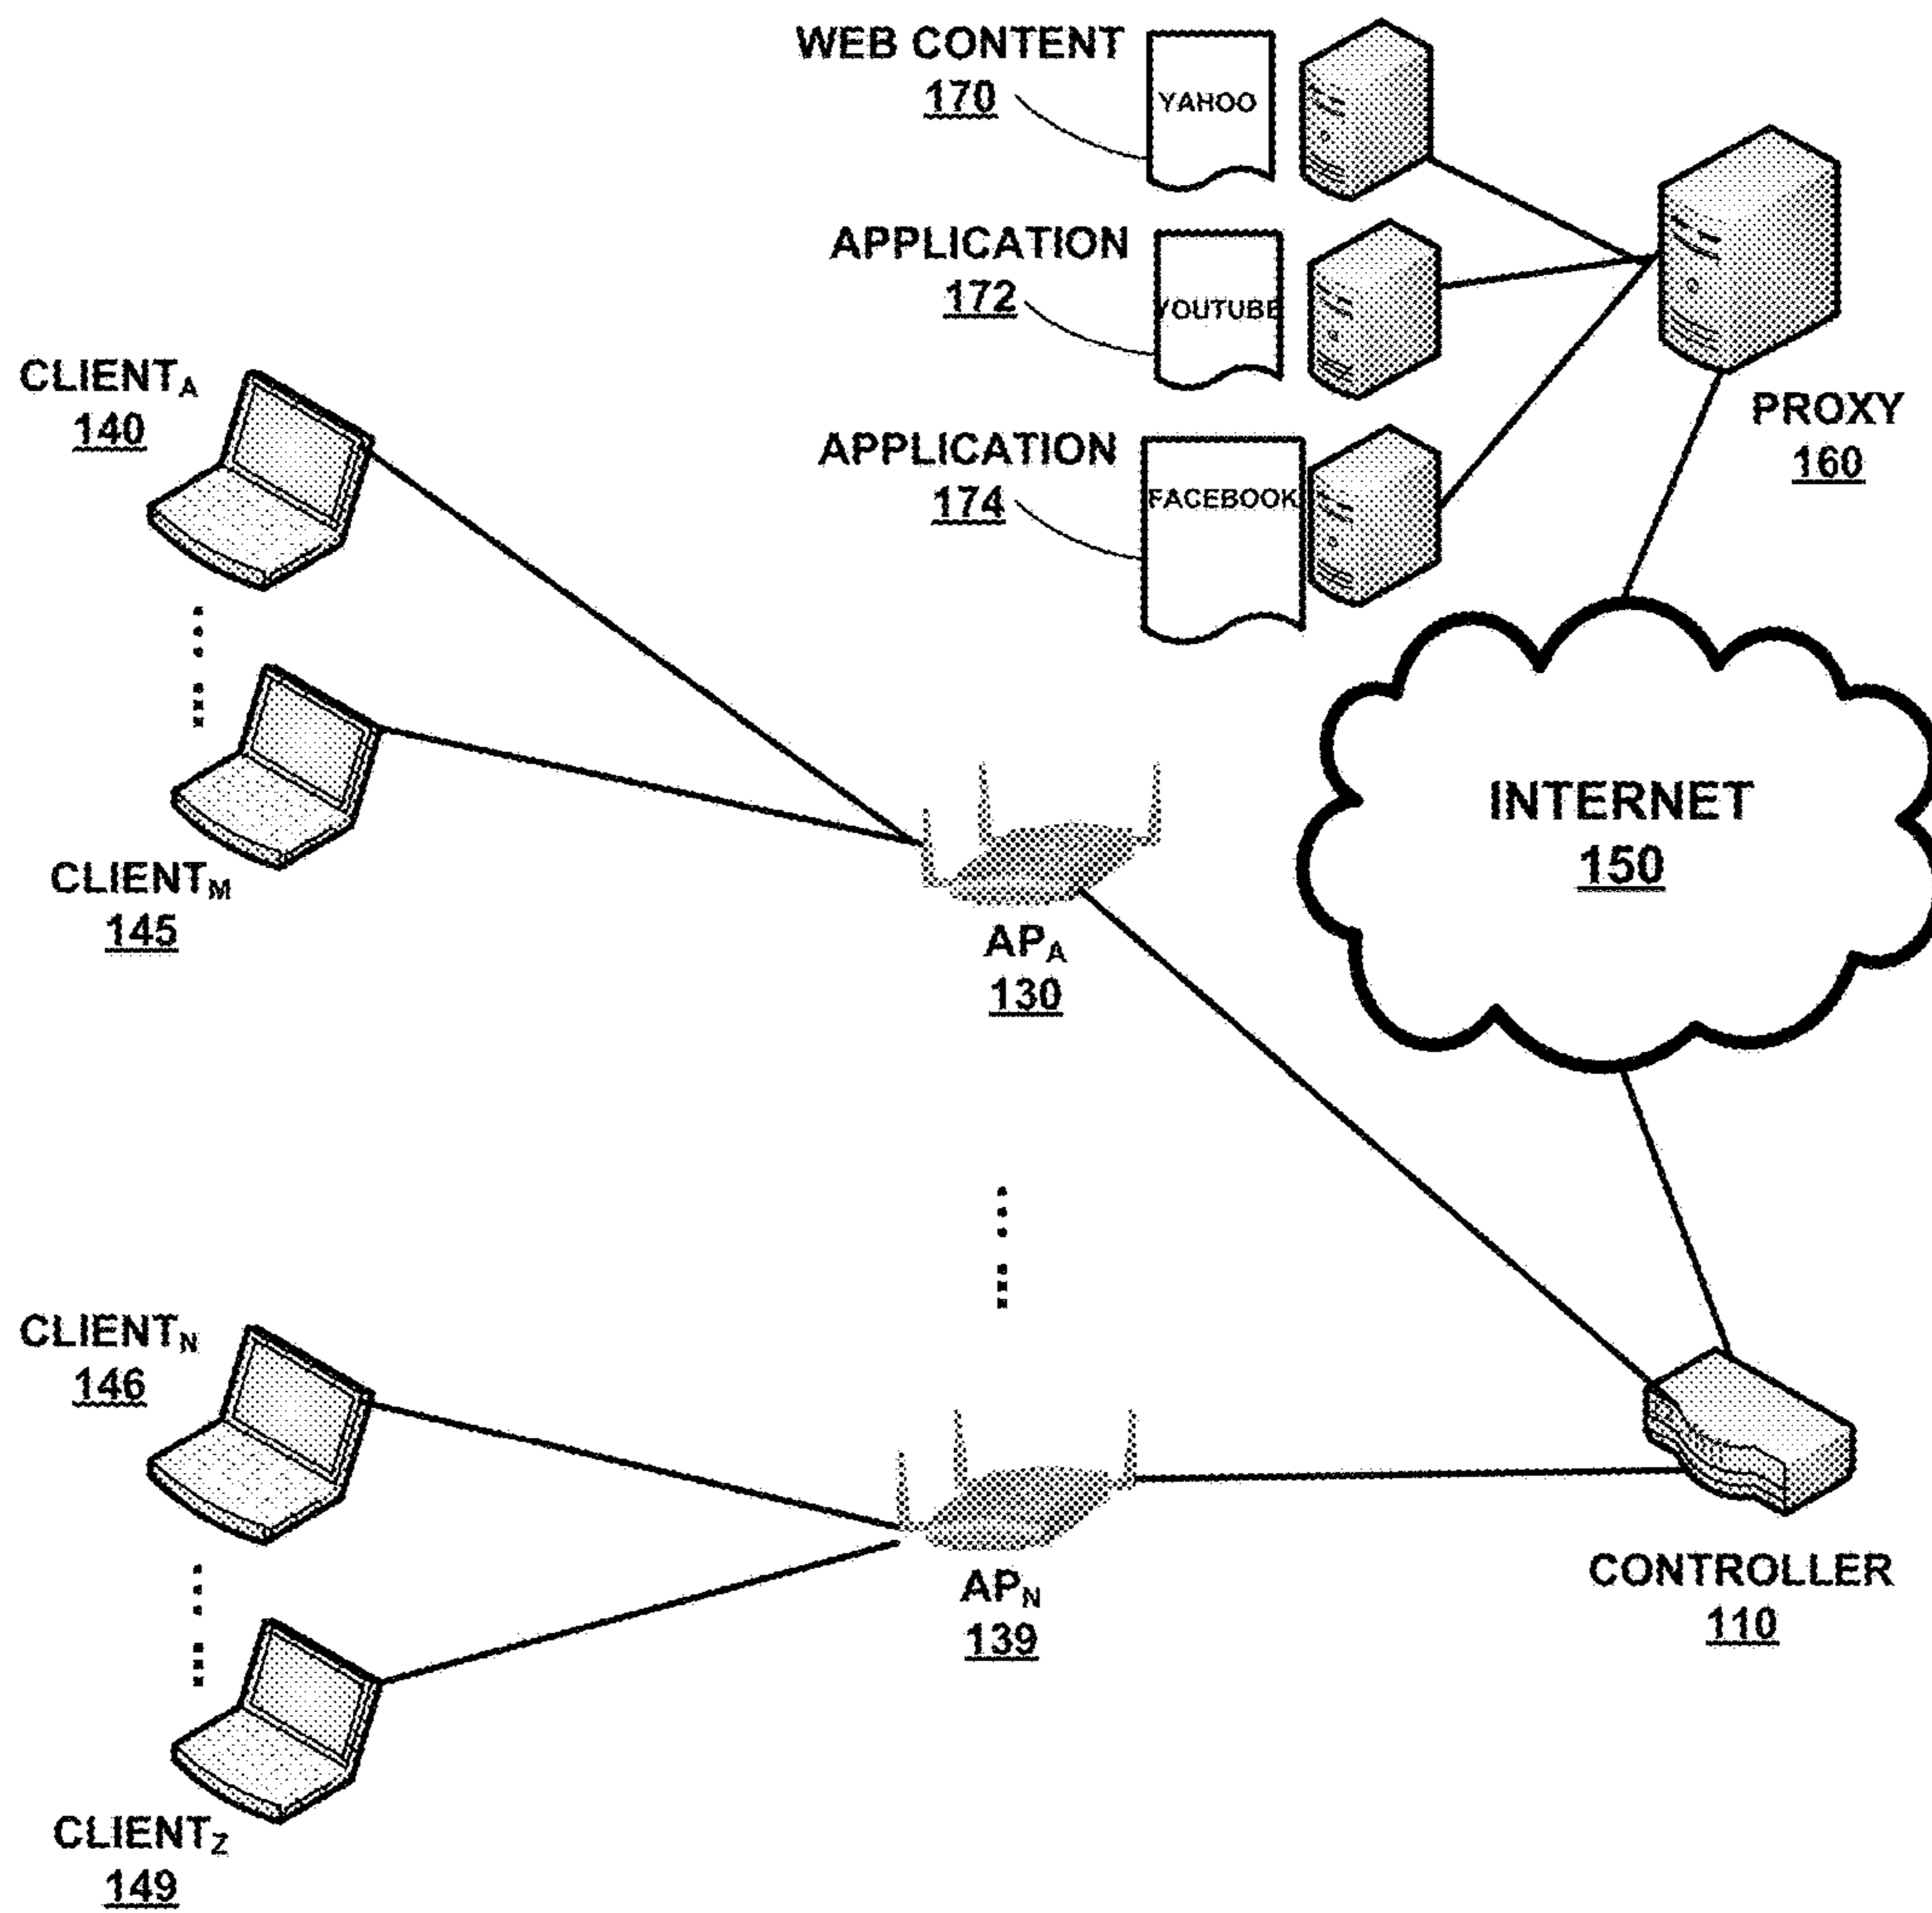 WEB CONTENT
170
YAHOO
APPLICATION
172
YOUTUBE
APPLICATION
174
FACEBOOK
PROXY
160
CLIENTA
140
CLIENTM
145
INTERNET
150
APA
130
CLIENTN
146
APN
139
CONTROLLER
110
CLIENTZ
149